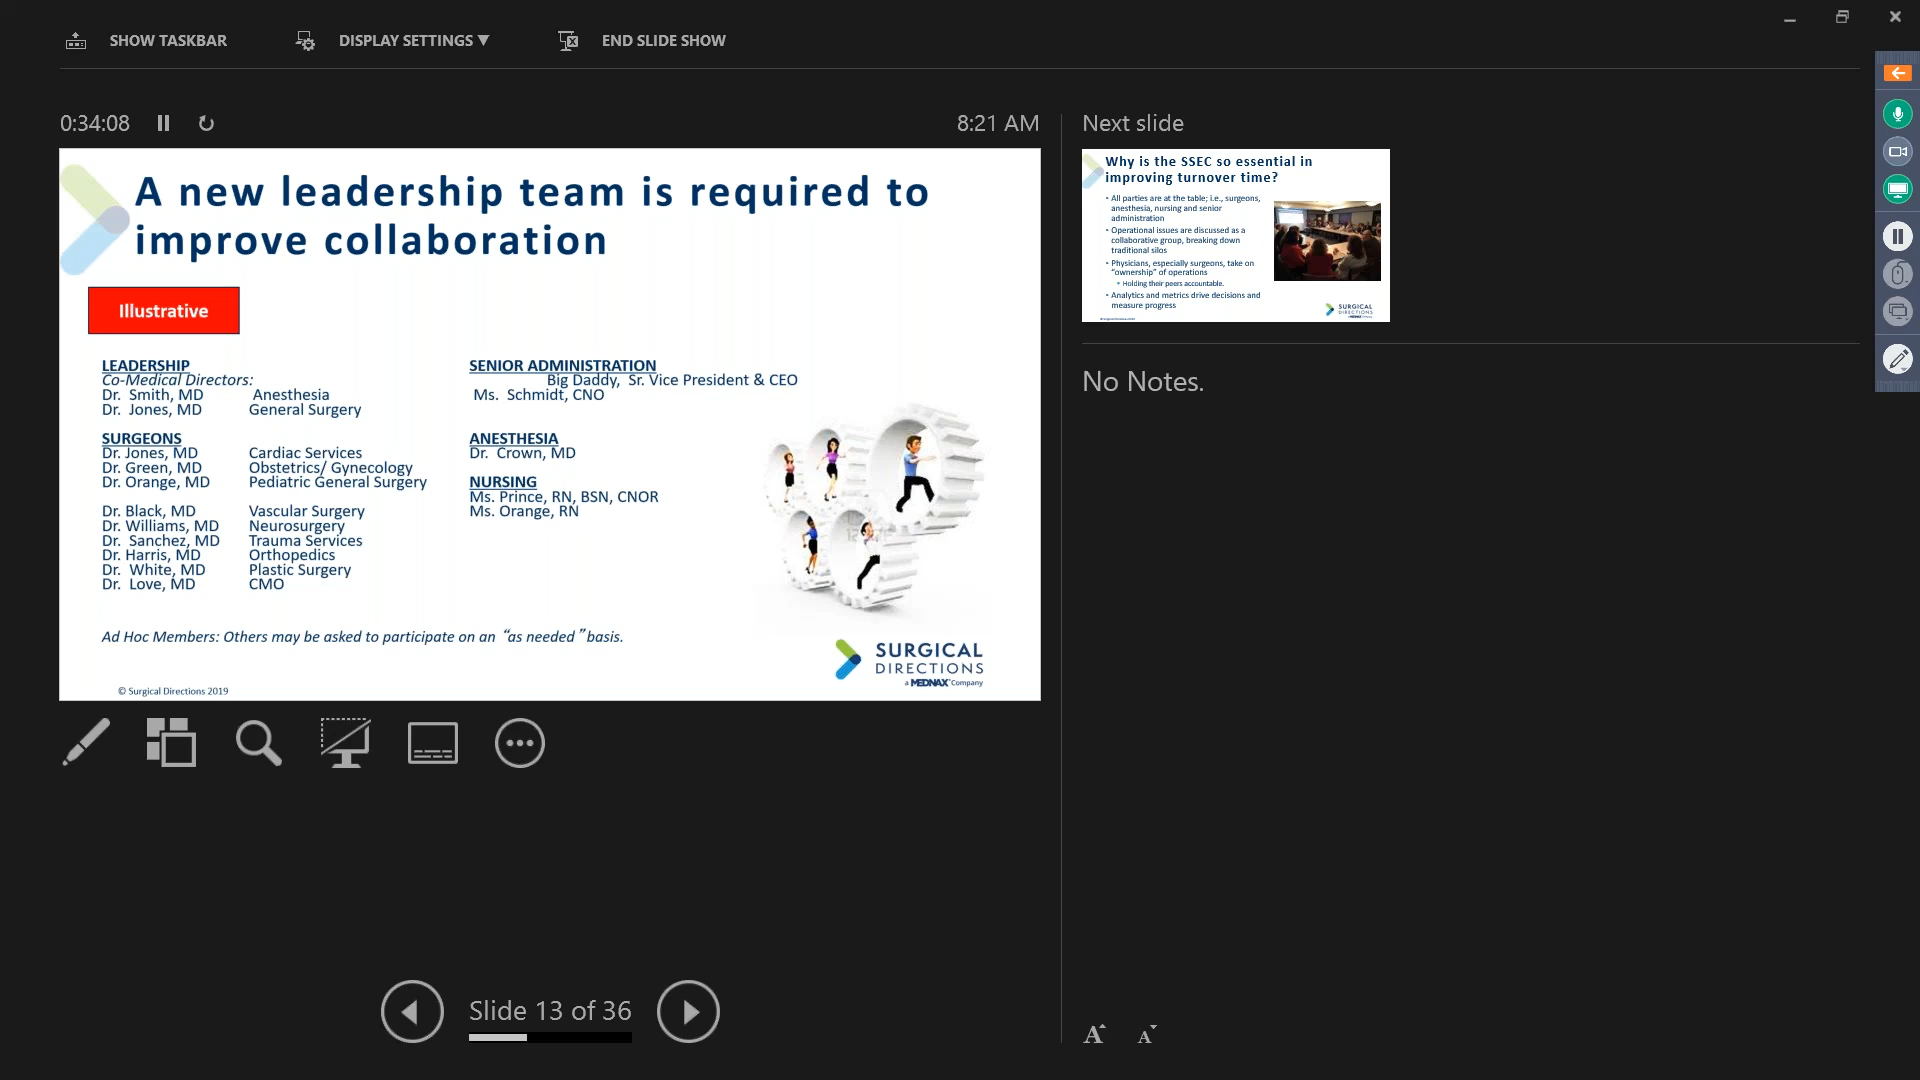 SHOW TASKBAR
DISPLAY SETTINGS ▼
END SLIDE SHOW
0:34:08
8:21 AM
A new leadership team is required to
improve collaboration
Illustrative
LEADERSHIP
Co-Medical Directors:
Dr. Smith, MD Anesthesia
Dr. Jones, MD General Surgery
SURGEONS
Dr. Jones, MD Cardiac Services
Dr. Green, MD Obstetrics/ Gynecology
Dr. Orange, MD Pediatric General Surgery
Dr. Black, MD Vascular Surgery
Dr. Williams, MD Neurosurgery
Dr. Sanchez, MD Trauma Services
Dr. Harris, MD Orthopedics
Dr. White, MD Plastic Surgery
Dr. Love, MD CMO
SENIOR ADMINISTRATION
Big Daddy, Sr. Vice President & CEO
Ms. Schmidt, CNO
ANESTHESIA
Dr. Crown, MD
NURSING
Ms. Prince, RN, BSN, CNOR
Ms. Orange, RN
Ad Hoc Members: Others may be asked to participate on an “as needed” basis.
SURGICAL
DIRECTIONS
a MEDNAX Company
© Surgical Directions 2019
Slide 13 of 36
Next slide
Why is the SSEC so essential in
improving turnover time?
• All parties are at the table; i.e., surgeons,
anesthesia, nursing and senior
administration
• Operational issues are discussed as a
collaborative group, breaking down
traditional silos
• Physicians, especially surgeons, take on
“ownership” of operations
• Holding their peers accountable.
• Analytics and metrics drive decisions and
measure progress
SURGICAL
DIRECTIONS
No Notes.
A
A